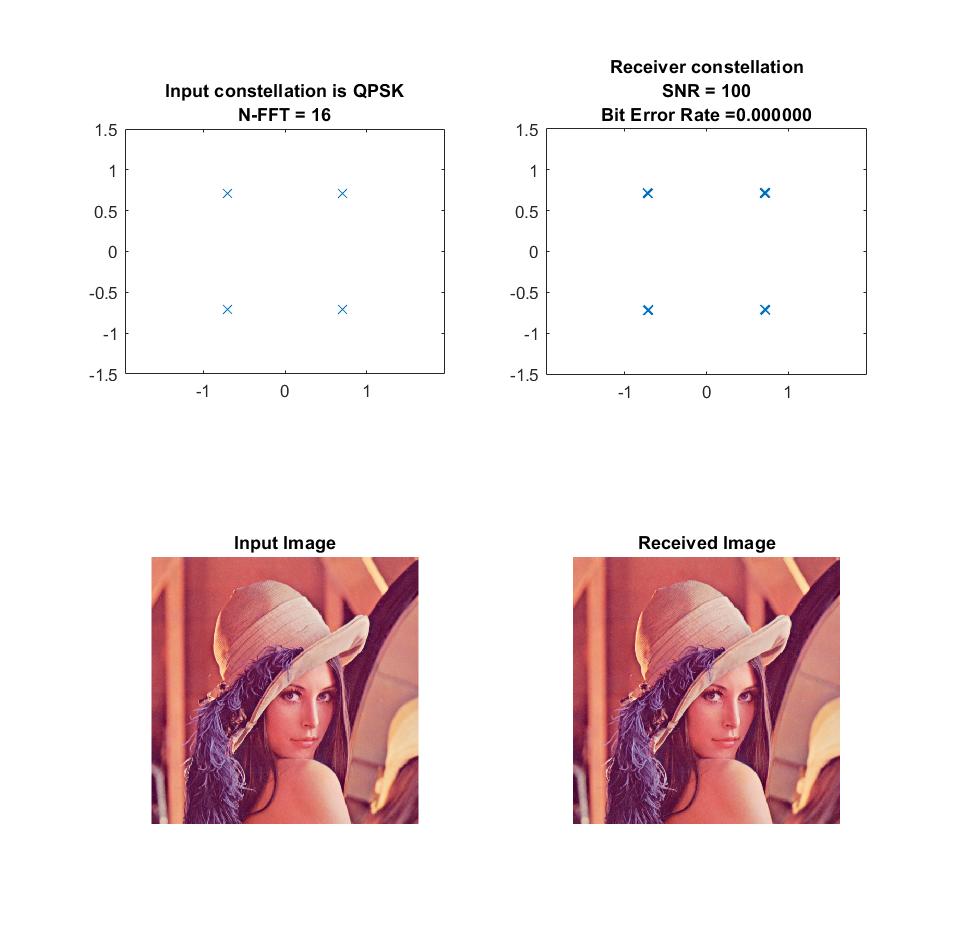 Input constellation is QPSK
N-FFT = 16
1.5
1
0.5
0
-0.5
-1
-1.5
-1 0 1
Receiver constellation
SNR = 100
Bit Error Rate =0.000000
1.5
1
0.5
0
-0.5
-1
-1.5
-1 0 1
Input Image
Received Image